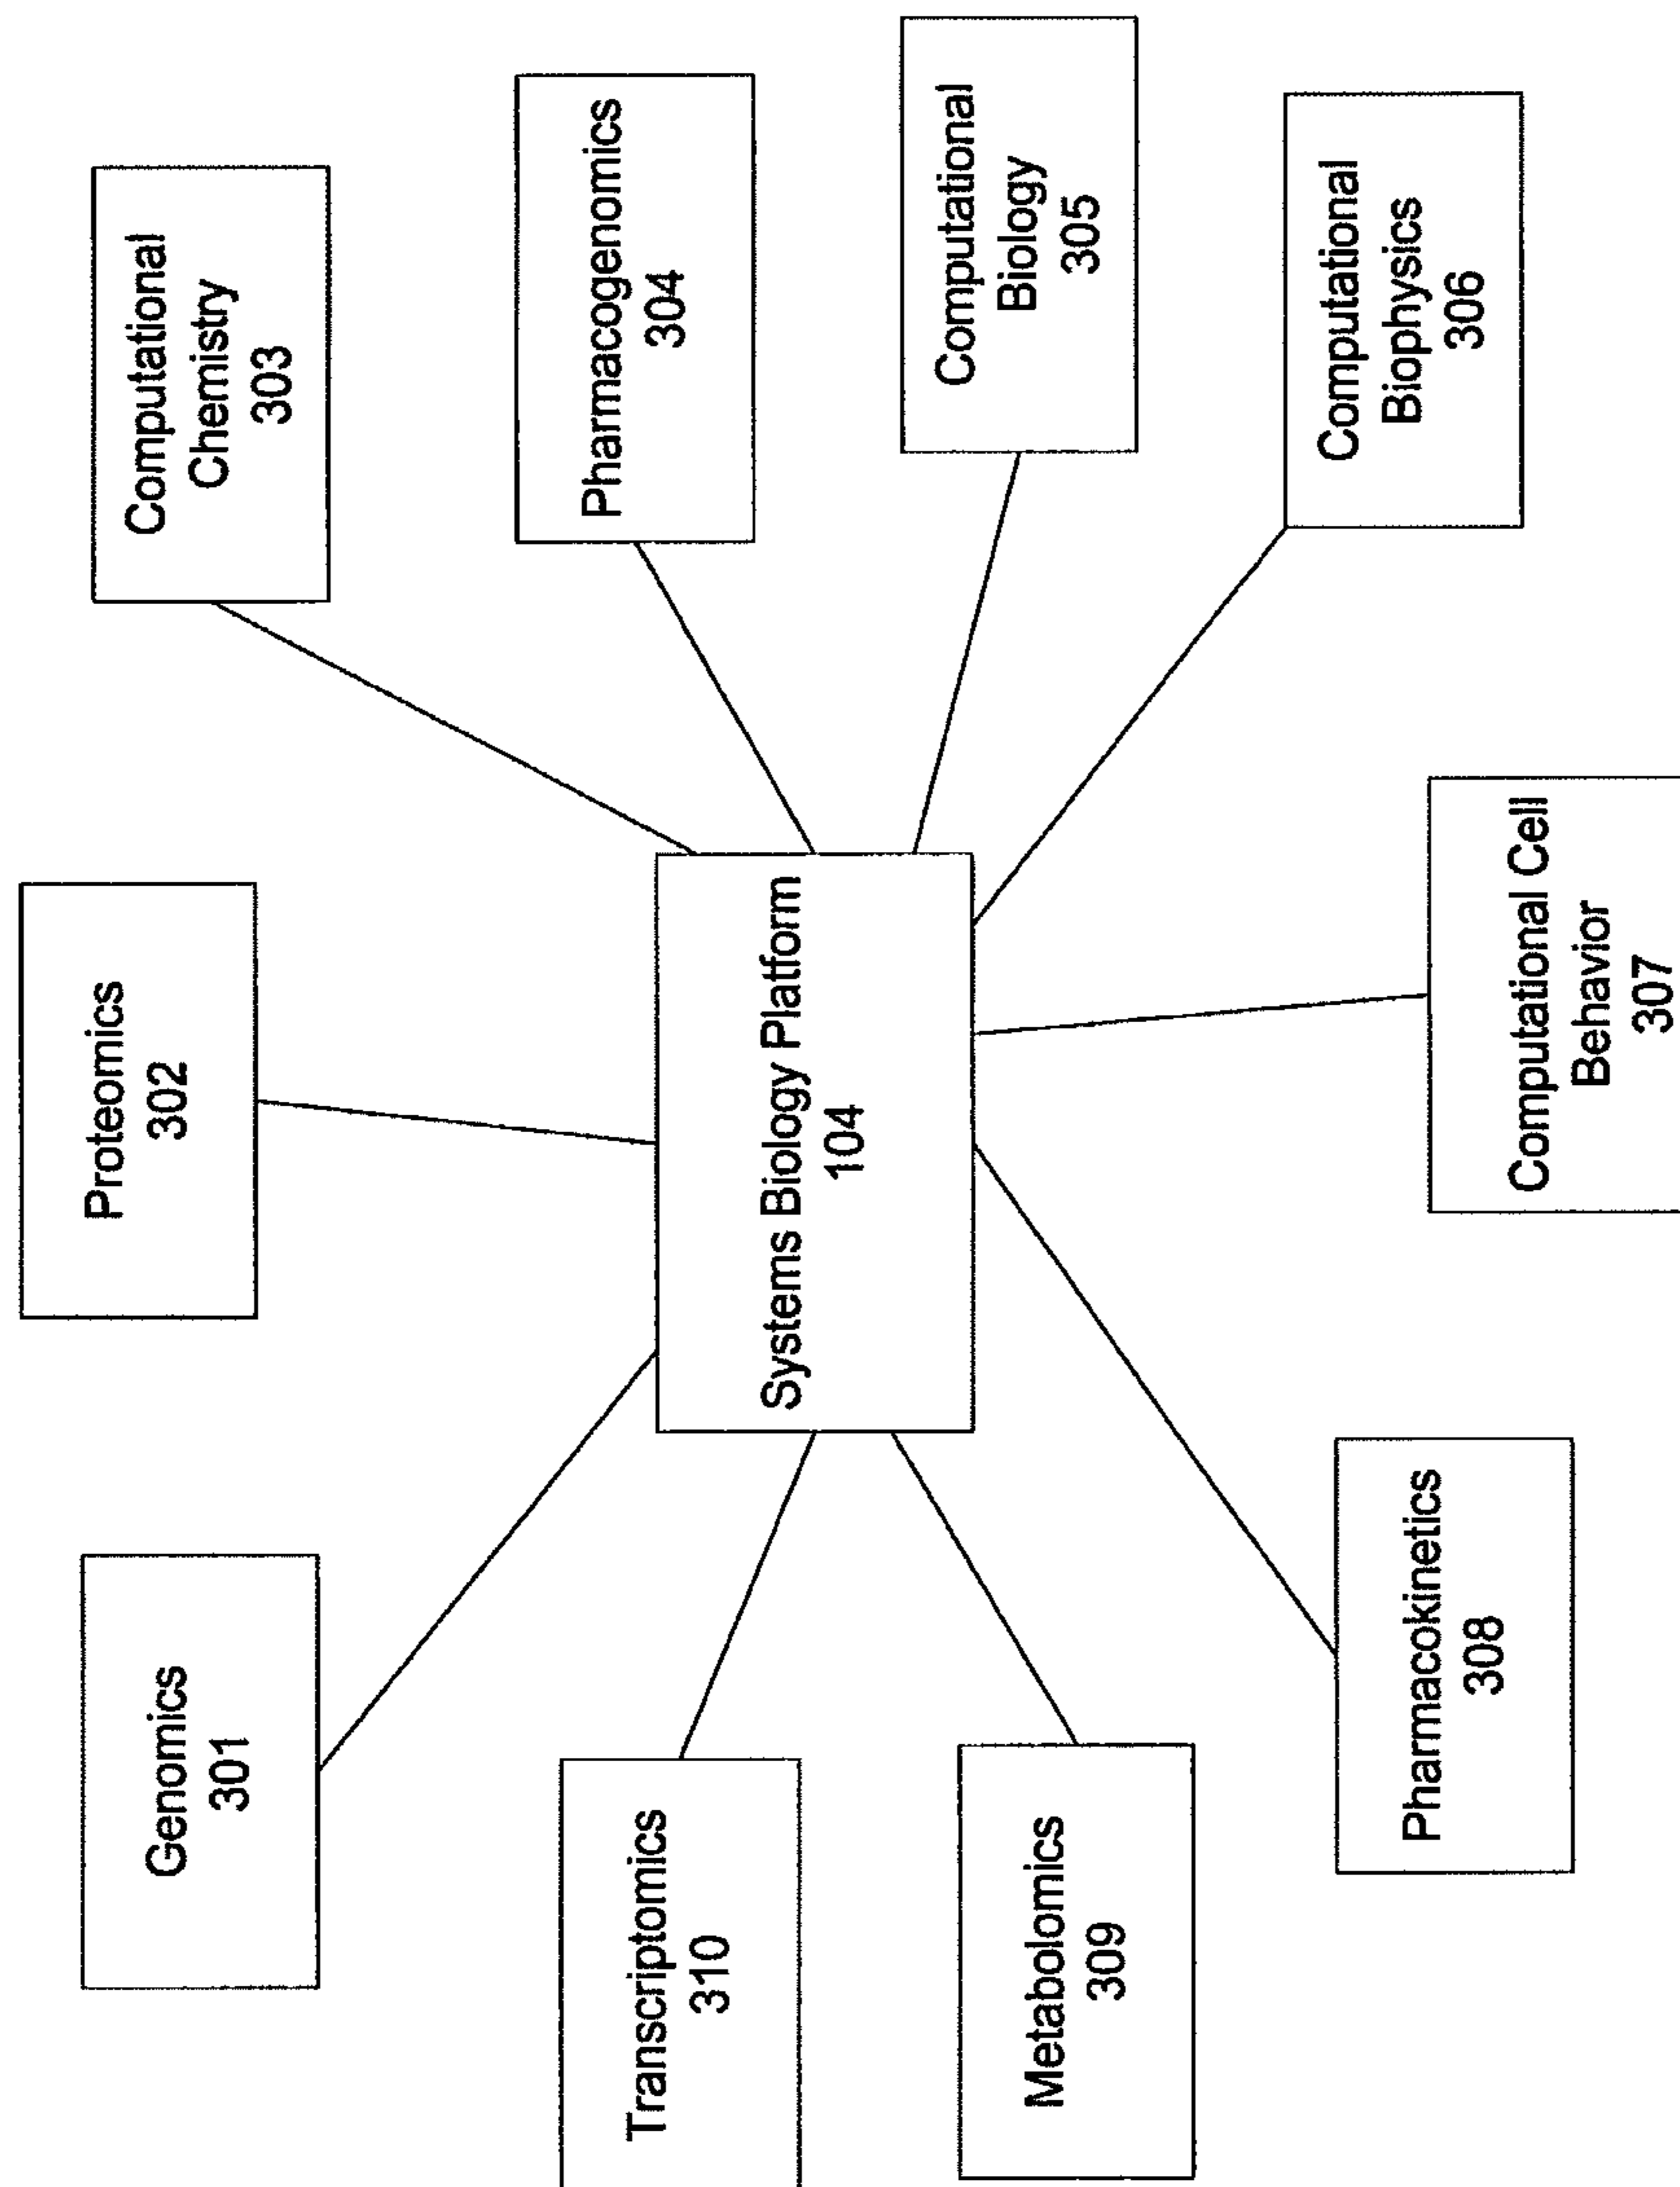 Genomics
301
Proteomics
302
Computational
Chemistry
303
Transcriptomics
310
Systems Biology Platform
104
Pharmacogenomics
304
Metabolomics
309
Computational
Biology
305
Pharmacokinetics
308
Computational Cell
Behavior
307
Computational
Biophysics
306